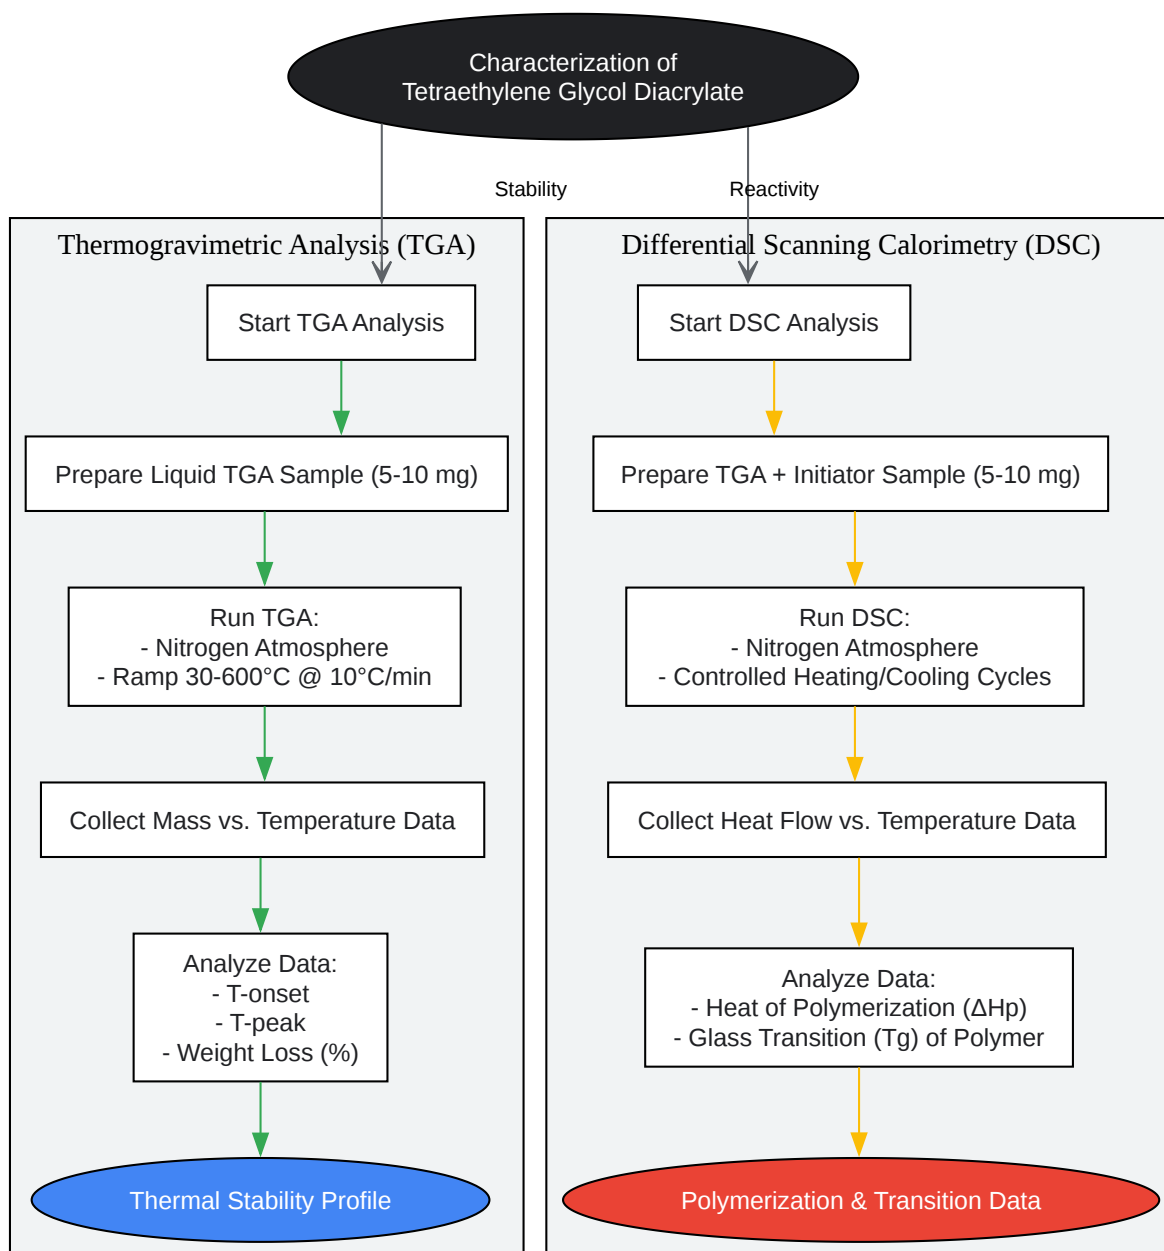 Characterization of
Tetraethylene Glycol Diacrylate
Stability
Reactivity
Thermogravimetric Analysis (TGA)
Start TGA Analysis
Prepare Liquid TGA Sample (5-10 mg)
Run TGA:
- Nitrogen Atmosphere
- Ramp 30-600°C @ 10°C/min
Collect Mass vs. Temperature Data
Analyze Data:
- T-onset
- T-peak
- Weight Loss (%)
Thermal Stability Profile
Differential Scanning Calorimetry (DSC)
Start DSC Analysis
Prepare TGA + Initiator Sample (5-10 mg)
Run DSC:
- Nitrogen Atmosphere
- Controlled Heating/Cooling Cycles
Collect Heat Flow vs. Temperature Data
Analyze Data:
- Heat of Polymerization (ΔHp)
- Glass Transition (Tg) of Polymer
Polymerization & Transition Data